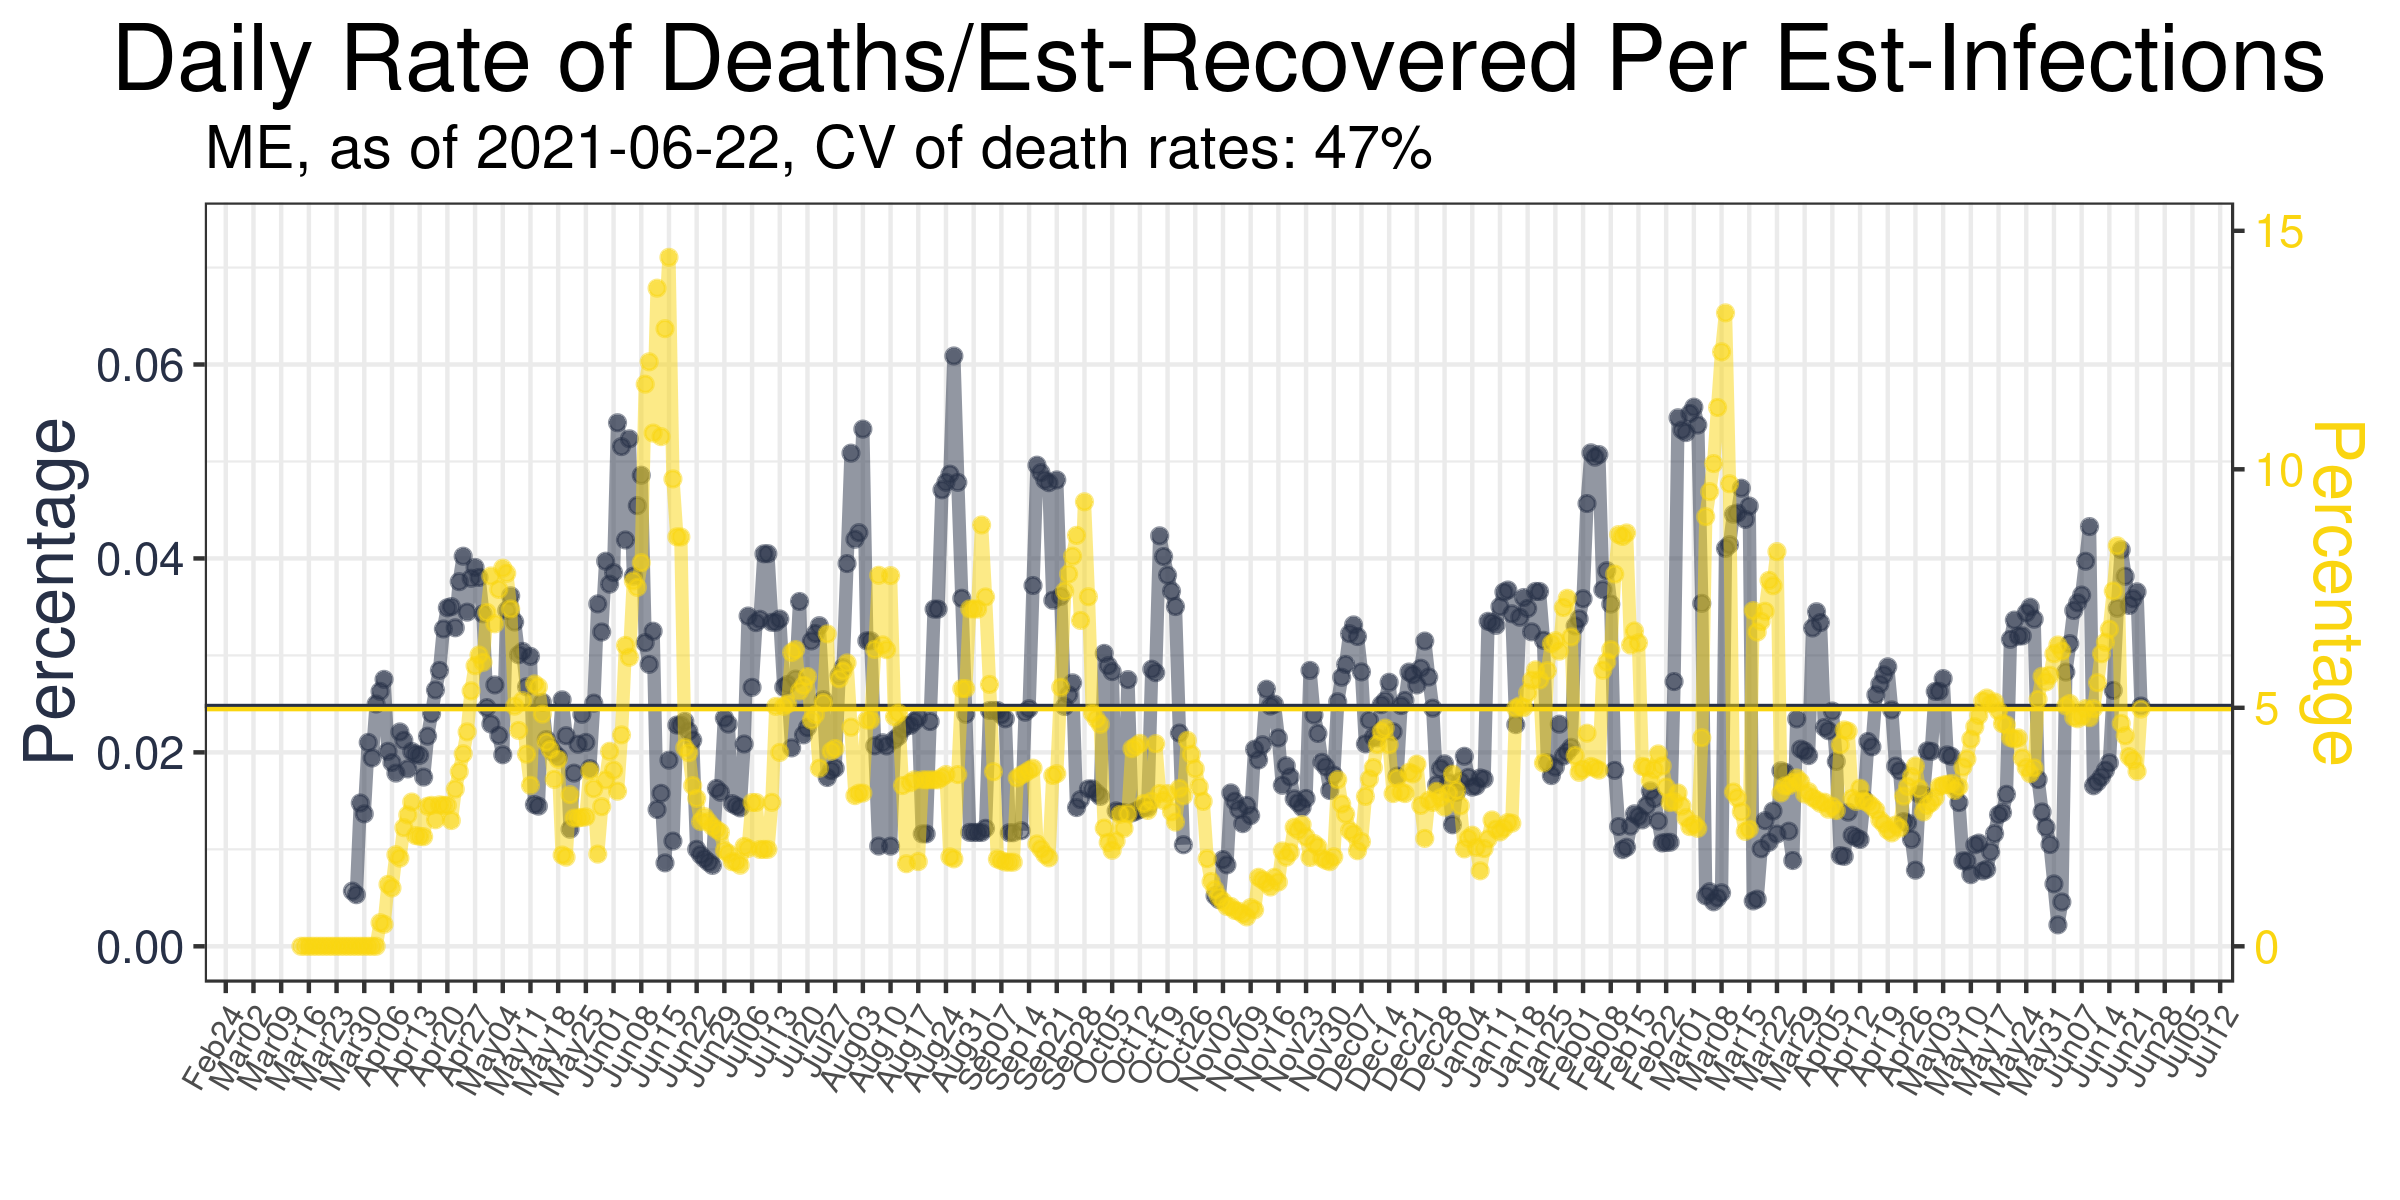 Daily Rate of Deaths/Est-Recovered Per Est-Infections
ME, as of 2021-06-22, CV of death rates: 47%
Percentage
0.06
0.04
0.02
0.00
15
10
5
0
Percentage
Feb24
Mar02
Mar09
Mar16
Mar23
Mar30
Apr06
Apr13
Apr20
Apr27
May04
May11
May18
May25
Jun01
Jun08
Jun15
Jun22
Jun29
Jul06
Jul13
Jul20
Jul27
Aug03
Aug10
Aug17
Aug24
Aug31
Sep07
Sep14
Sep21
Sep28
Oct05
Oct12
Oct19
Oct26
Nov02
Nov09
Nov16
Nov23
Nov30
Dec07
Dec14
Dec21
Dec28
Jan04
Jan11
Jan18
Jan25
Feb01
Feb08
Feb15
Feb22
Mar01
Mar08
Mar15
Mar22
Mar29
Apr05
Apr12
Apr19
Apr26
May03
May10
May17
May24
May31
Jun07
Jun14
Jun21
Jun28
Jul05
Jul12